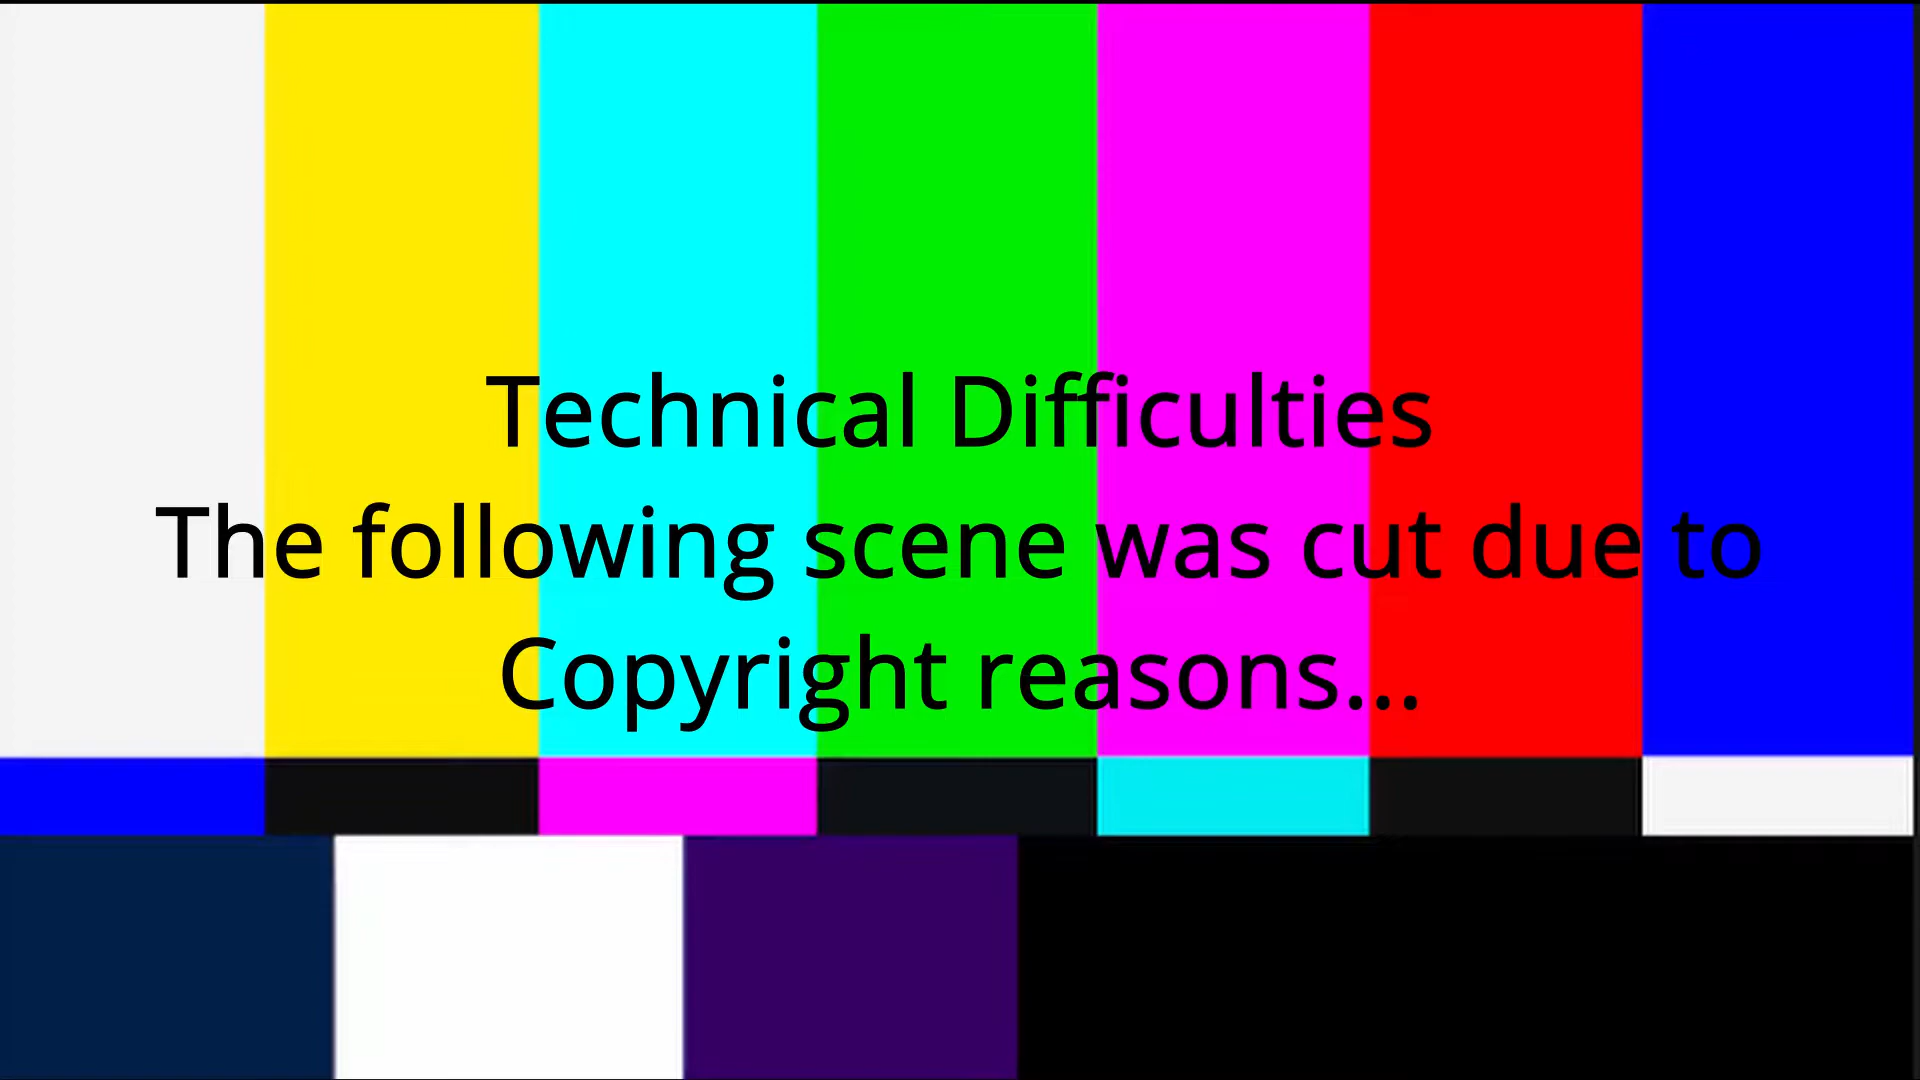 Technical Difficulties
The following scene was cut due to
Copyright reasons...